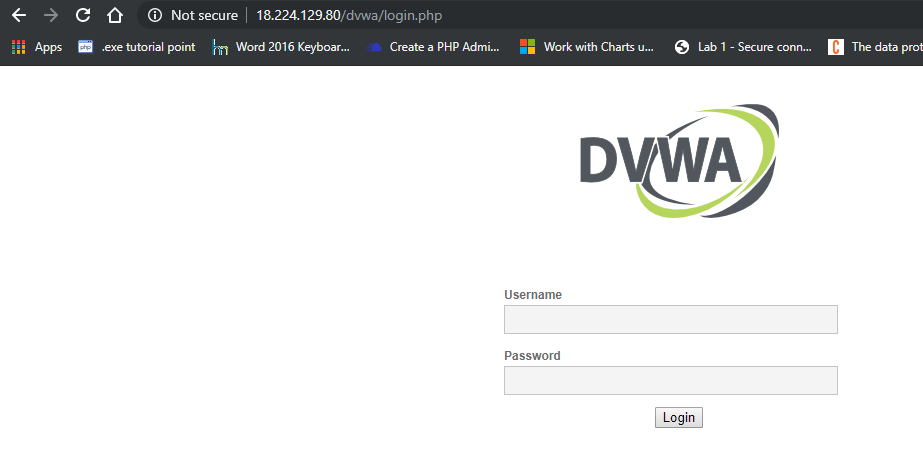 Not secure 18.224.129.80/dvwa/login.php
Apps .exe tutorial point Word 2016 Keyboar... Create a PHP Admi... Work with Charts u... Lab 1 - Secure conn... The data prot
DVWA
Username
Password
Login